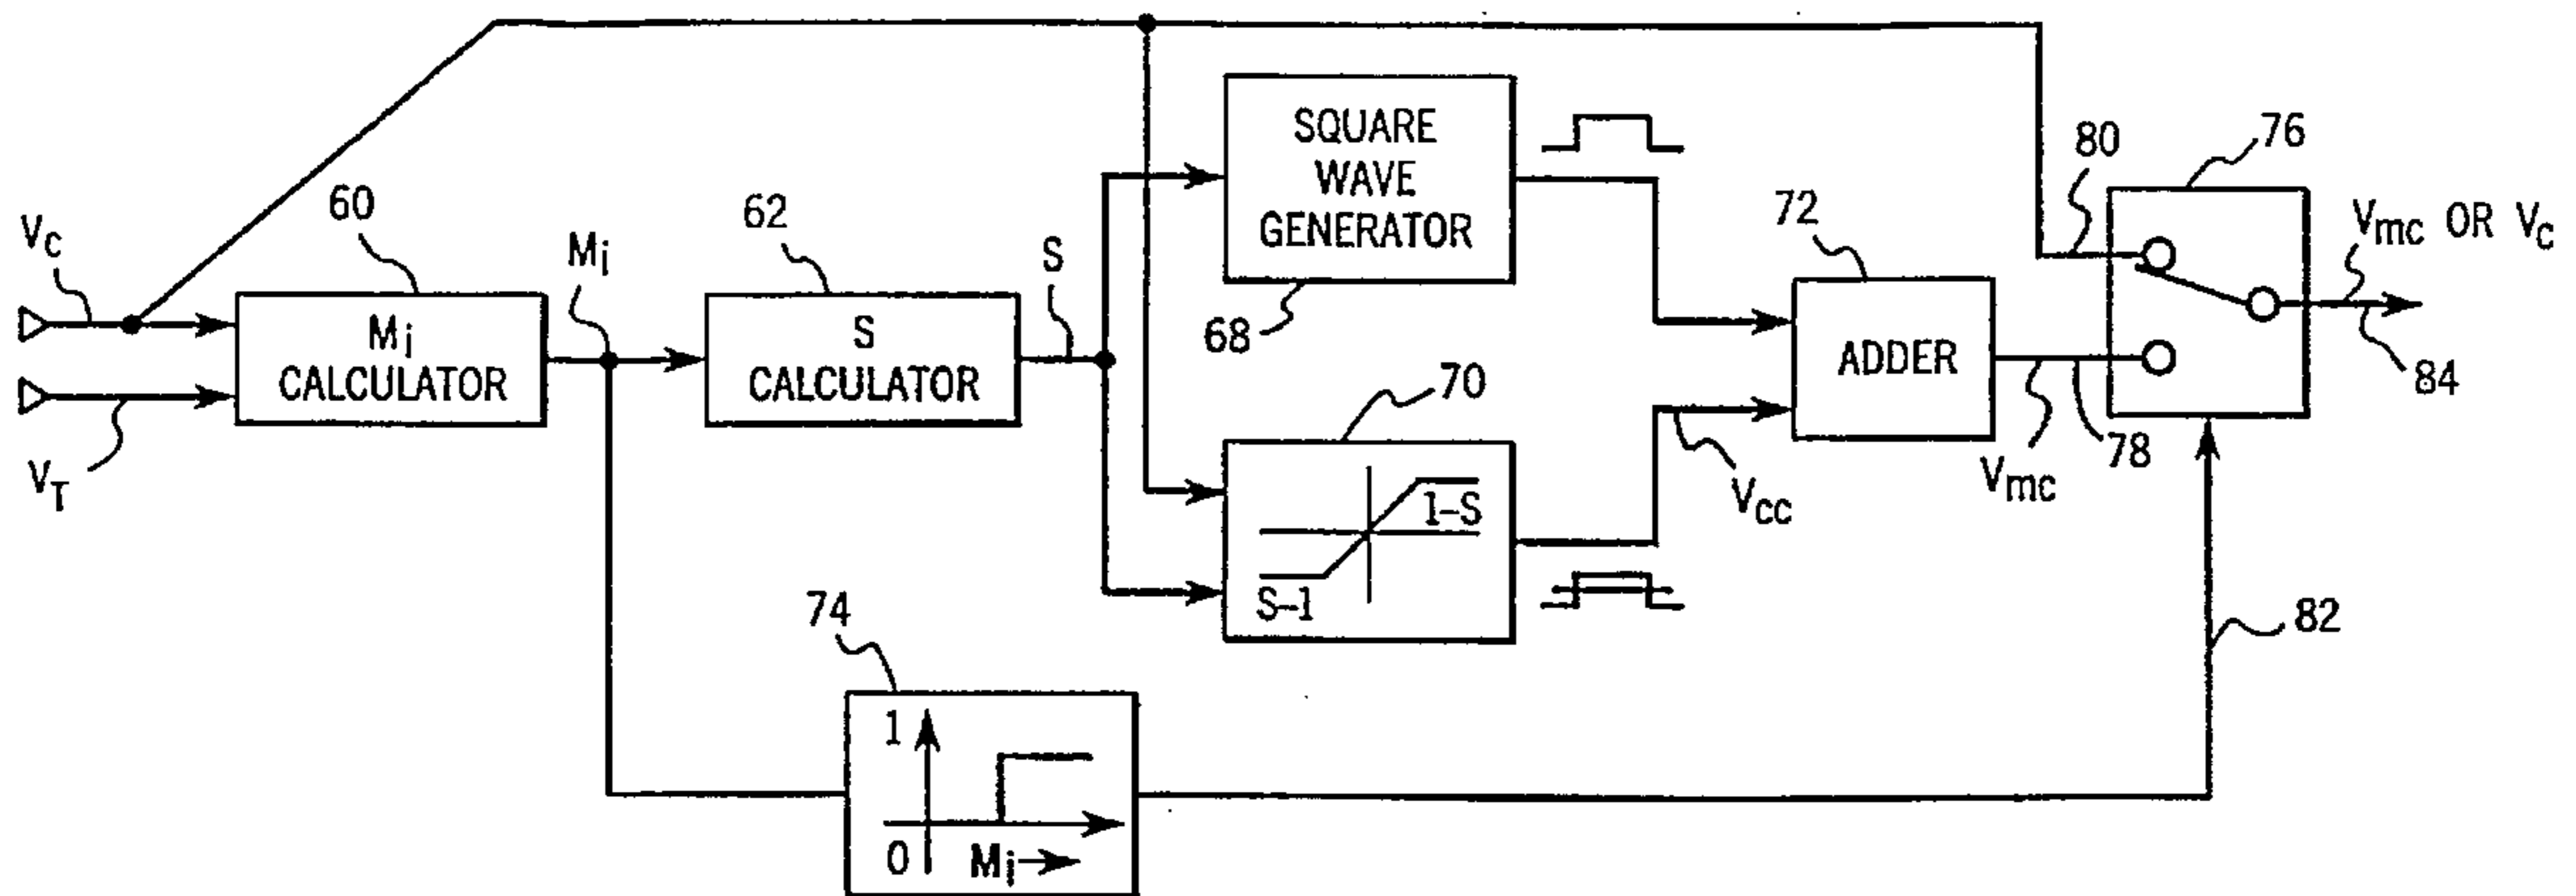 80
76
Vmc OR Vc
SQUARE
WAVE
GENERATOR
60
62
72
Vc
Mi
S
68
Mi
CALCULATOR
S
CALCULATOR
ADDER
84
VT
70
78
Vmc
1-S
S-1
Vcc
74
82
1
0
Mi